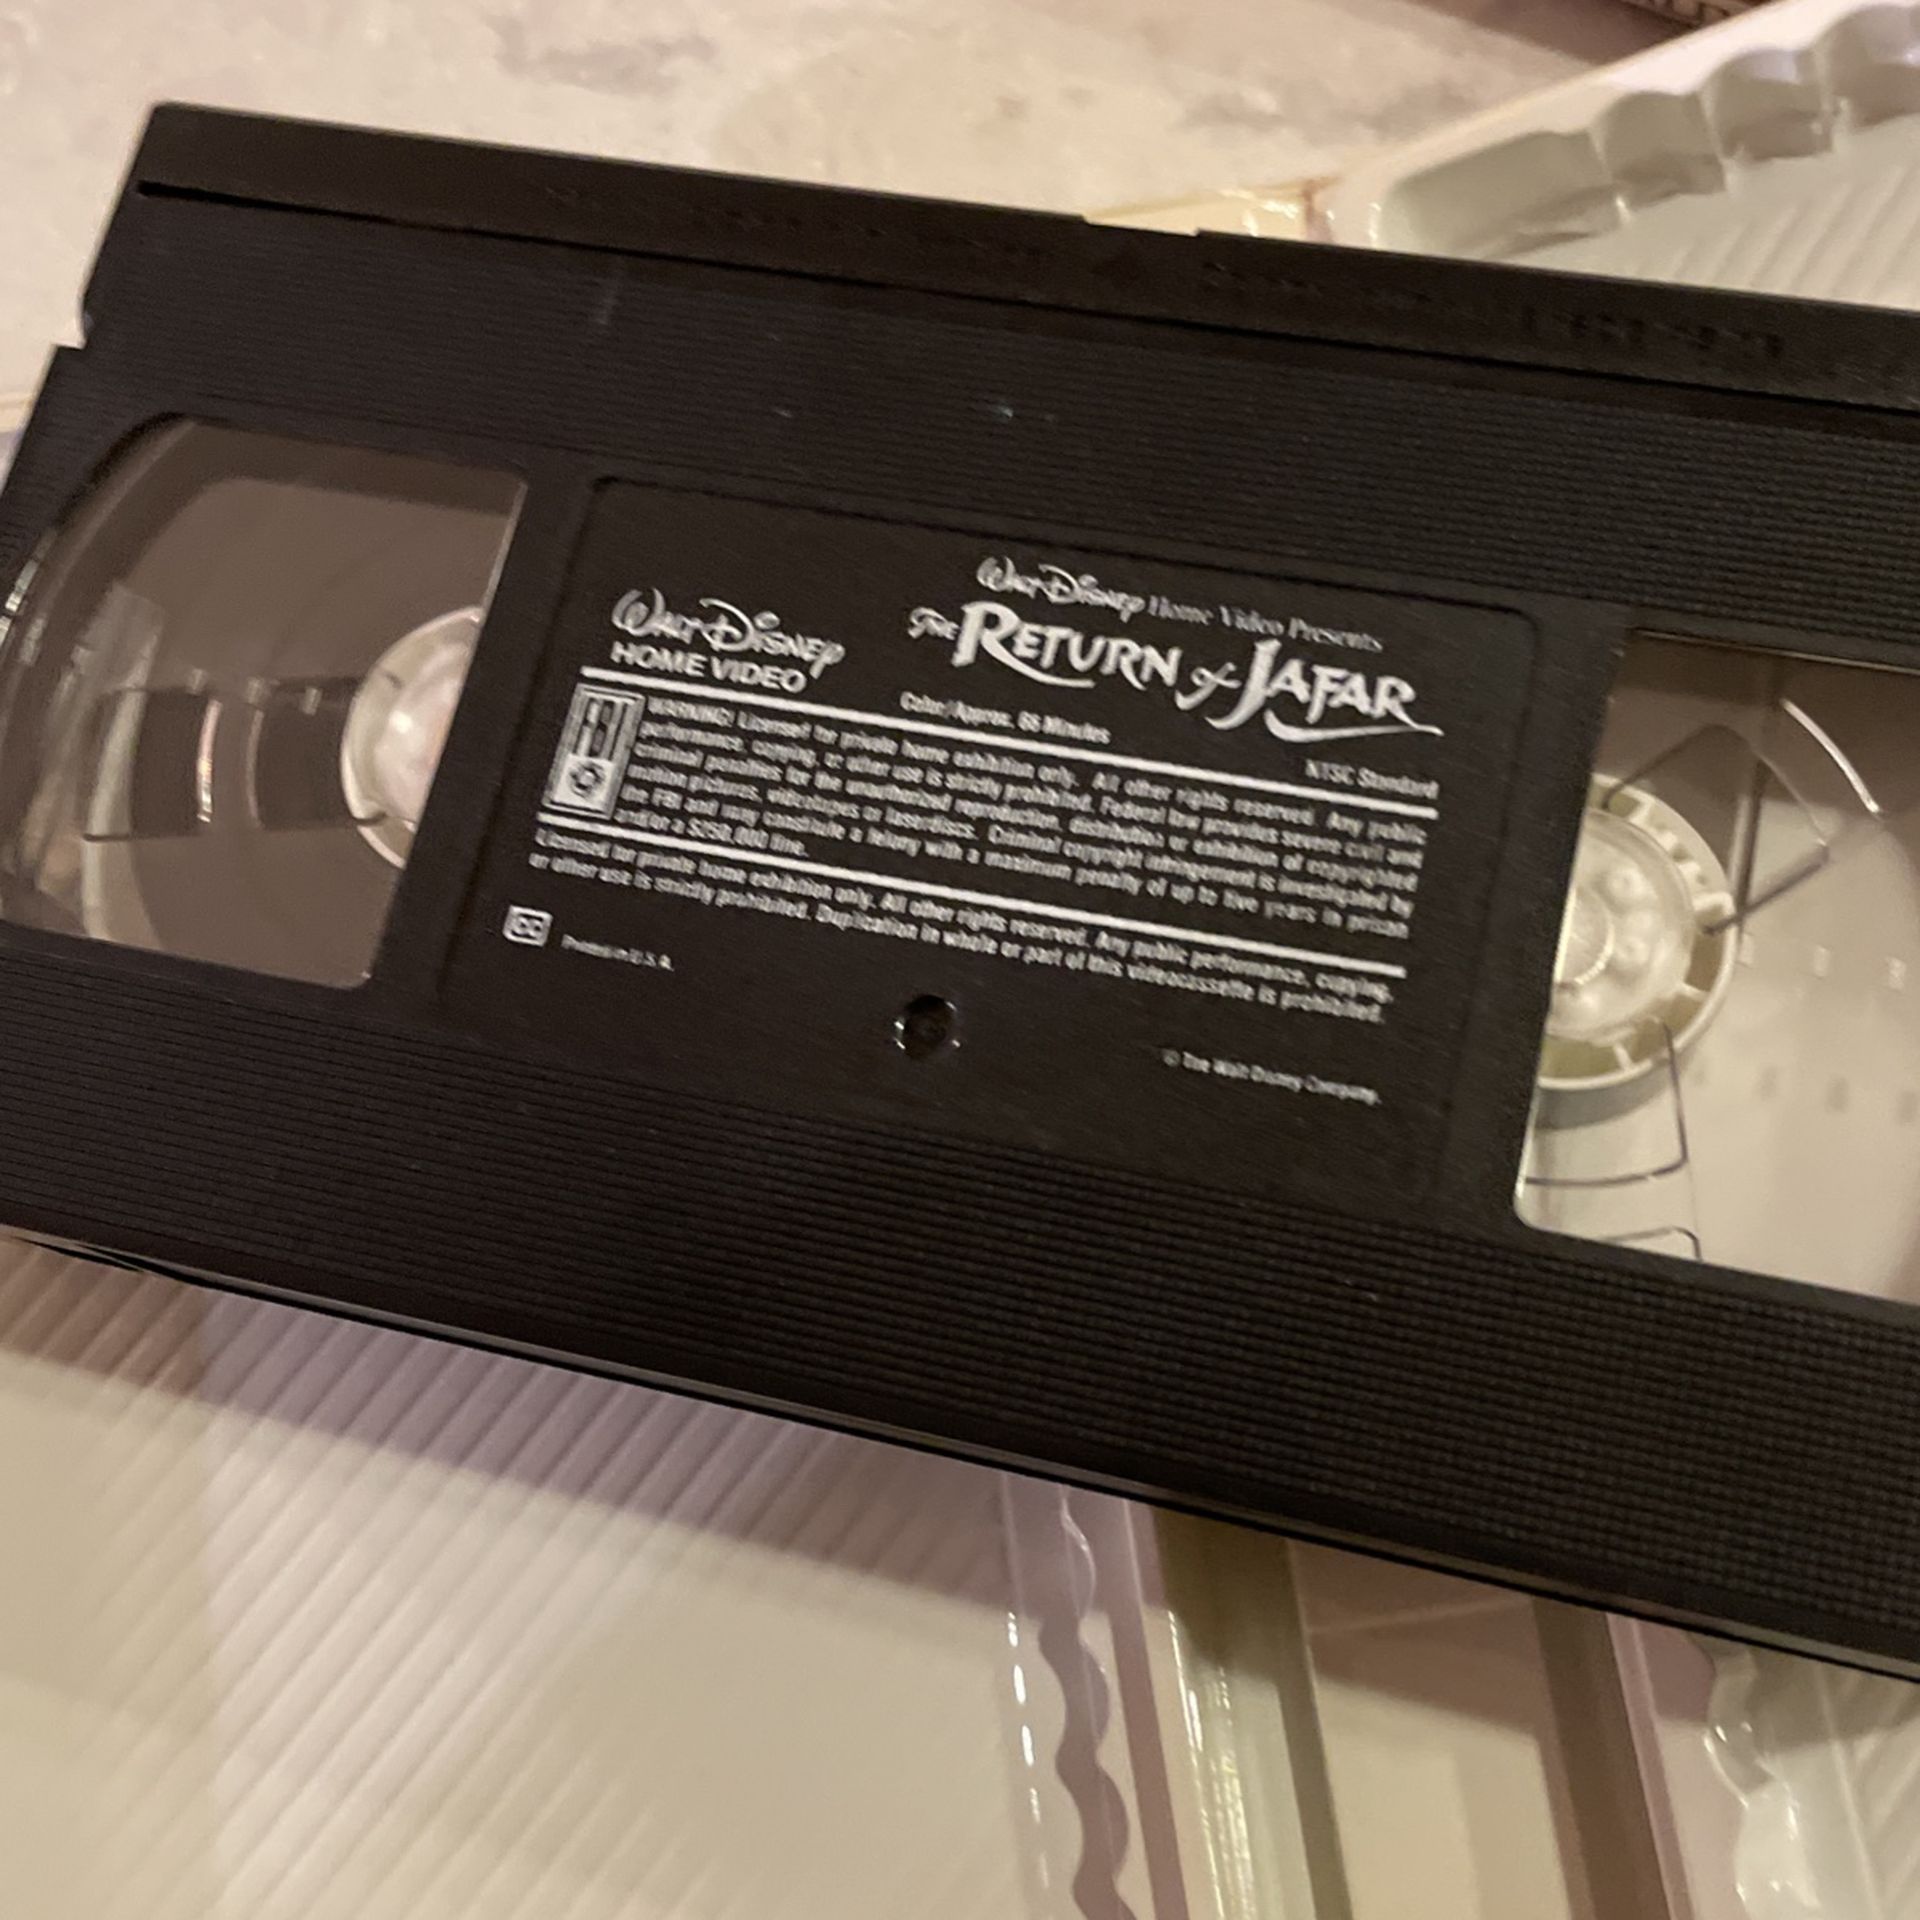 WALT DISNEY
HOME VIDEO
WALT DISNEY Home Video Presents
THE RETURN of JAFAR
Color/Approx. 66 Minutes
NTSC Standard
WARNING: Licensed for private home exhibition only. All other rights reserved. Any public
performance, copying, or other use is strictly prohibited. Federal law provides severe civil and
criminal penalties for the unauthorized reproduction, distribution or exhibition of copyrighted
motion pictures, videotapes or laserdiscs. Criminal copyright infringement is investigated by
the FBI and may constitute a felony with a maximum penalty of up to five years in prison
and/or a $250,000 fine.
Licensed for private home exhibition only. All other rights reserved. Any public performance, copying,
or other use is strictly prohibited. Duplication in whole or part of this videocassette is prohibited.
CC
Printed in U.S.A.
© The Walt Disney Company.